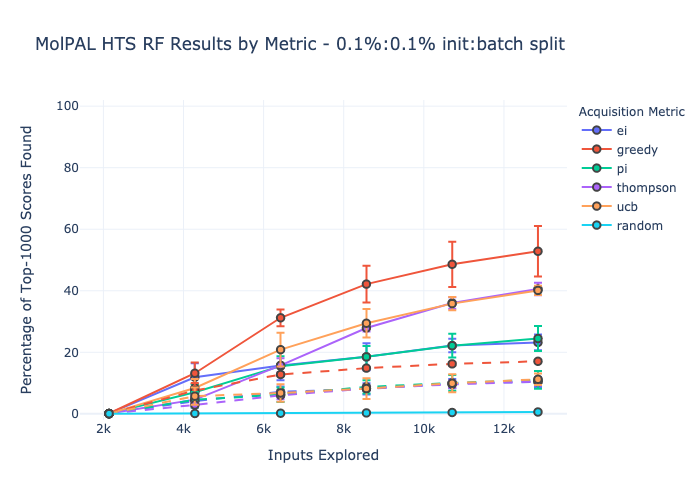 MolPAL HTS RF Results by Metric - 0.1%:0.1% init:batch split
Percentage of Top-1000 Scores Found
100
80
60
40
20
0
2k 4k 6k 8k 10k 12k
Inputs Explored
Acquisition Metric
ei
greedy
pi
thompson
ucb
random